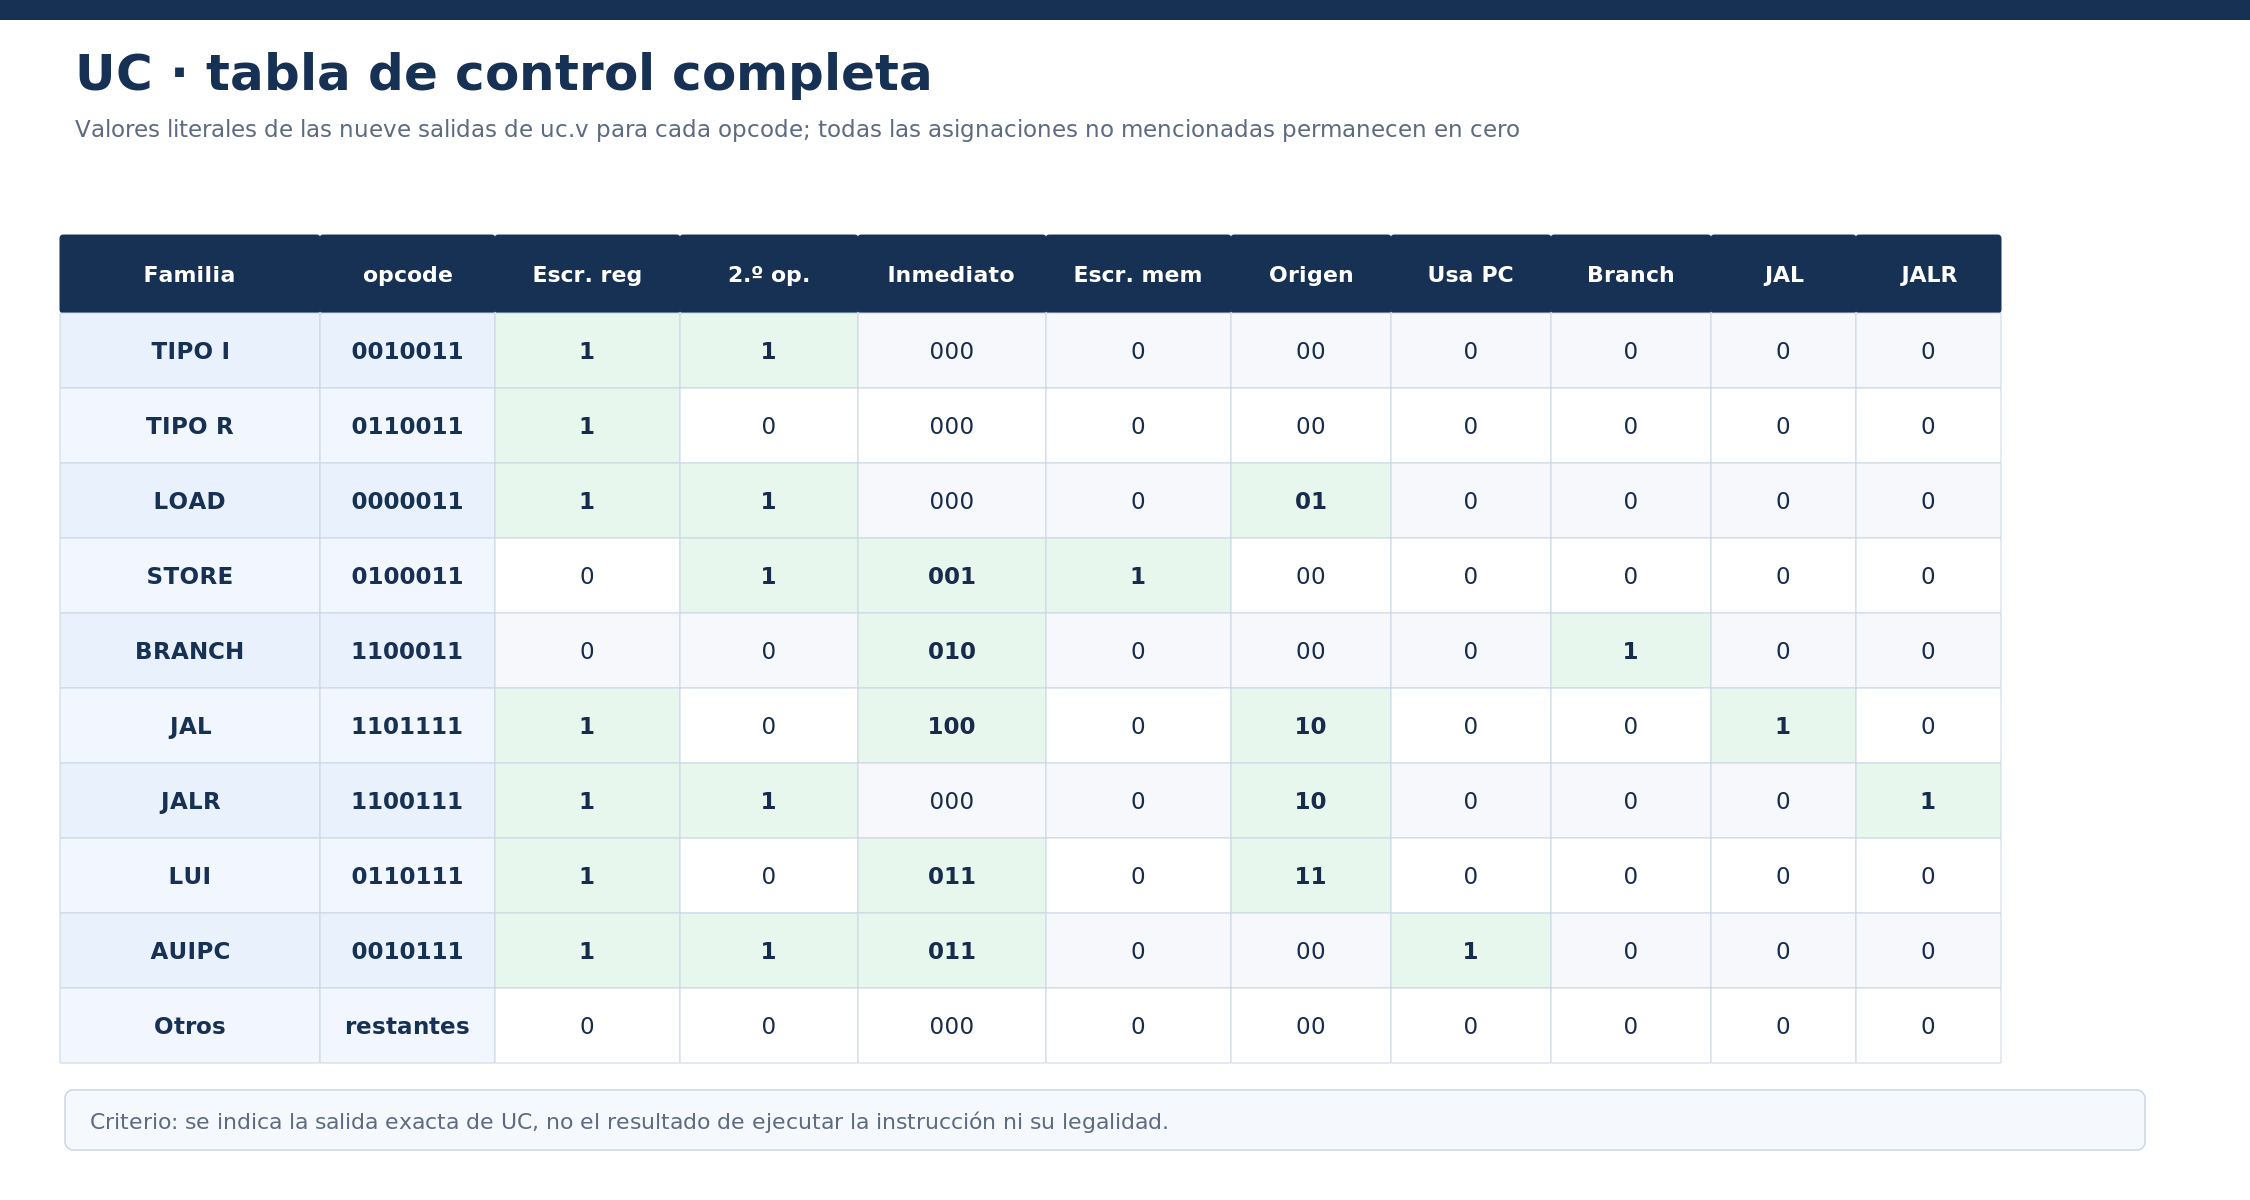 UC · tabla de control completa
Valores literales de las nueve salidas de uc.v para cada opcode; todas las asignaciones no mencionadas permanecen en cero
Familia opcode Escr. reg 2.º op. Inmediato Escr. mem Origen Usa PC Branch JAL JALR
TIPO I 0010011 1 1 000 0 00 0 0 0 0
TIPO R 0110011 1 0 000 0 00 0 0 0 0
LOAD 0000011 1 1 000 0 01 0 0 0 0
STORE 0100011 0 1 001 1 00 0 0 0 0
BRANCH 1100011 0 0 010 0 00 0 1 0 0
JAL 1101111 1 0 100 0 10 0 0 1 0
JALR 1100111 1 1 000 0 10 0 0 0 1
LUI 0110111 1 0 011 0 11 0 0 0 0
AUIPC 0010111 1 1 011 0 00 1 0 0 0
Otros restantes 0 0 000 0 00 0 0 0 0
Criterio: se indica la salida exacta de UC, no el resultado de ejecutar la instrucción ni su legalidad.